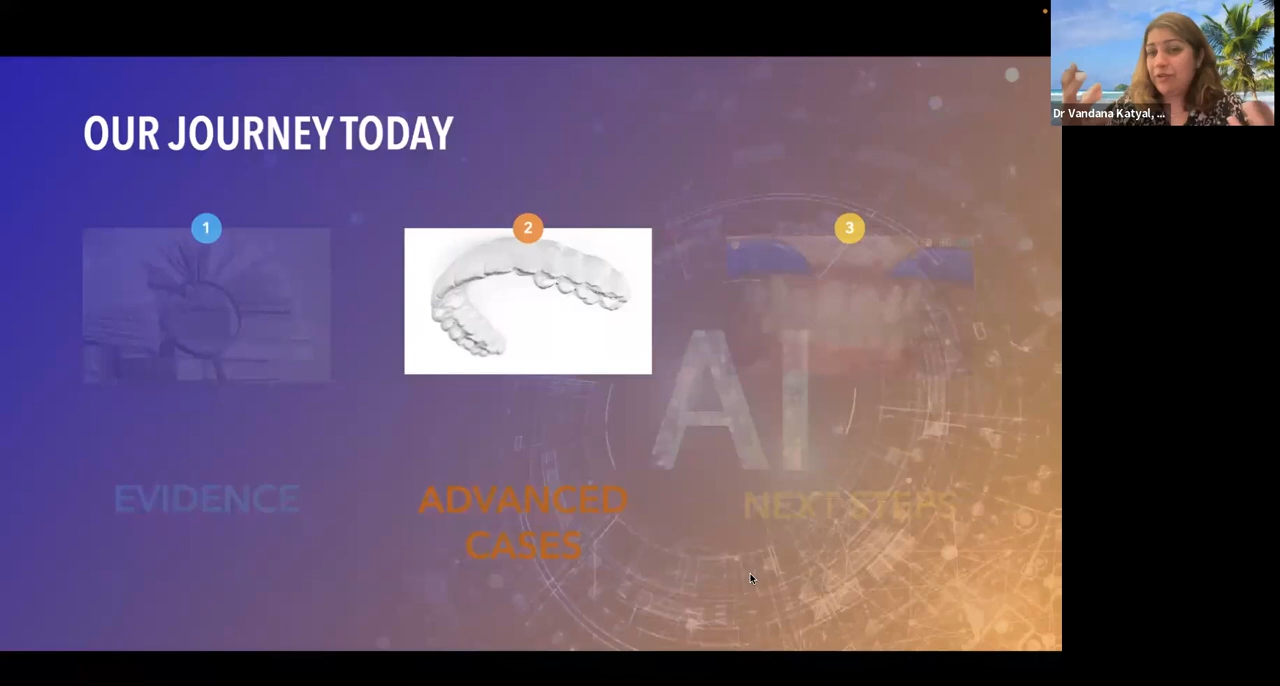 OUR JOURNEY TODAY
Dr Vandana Katyal, ...
1
2
3
AI
EVIDENCE
ADVANCED
CASES
NEXT STEPS